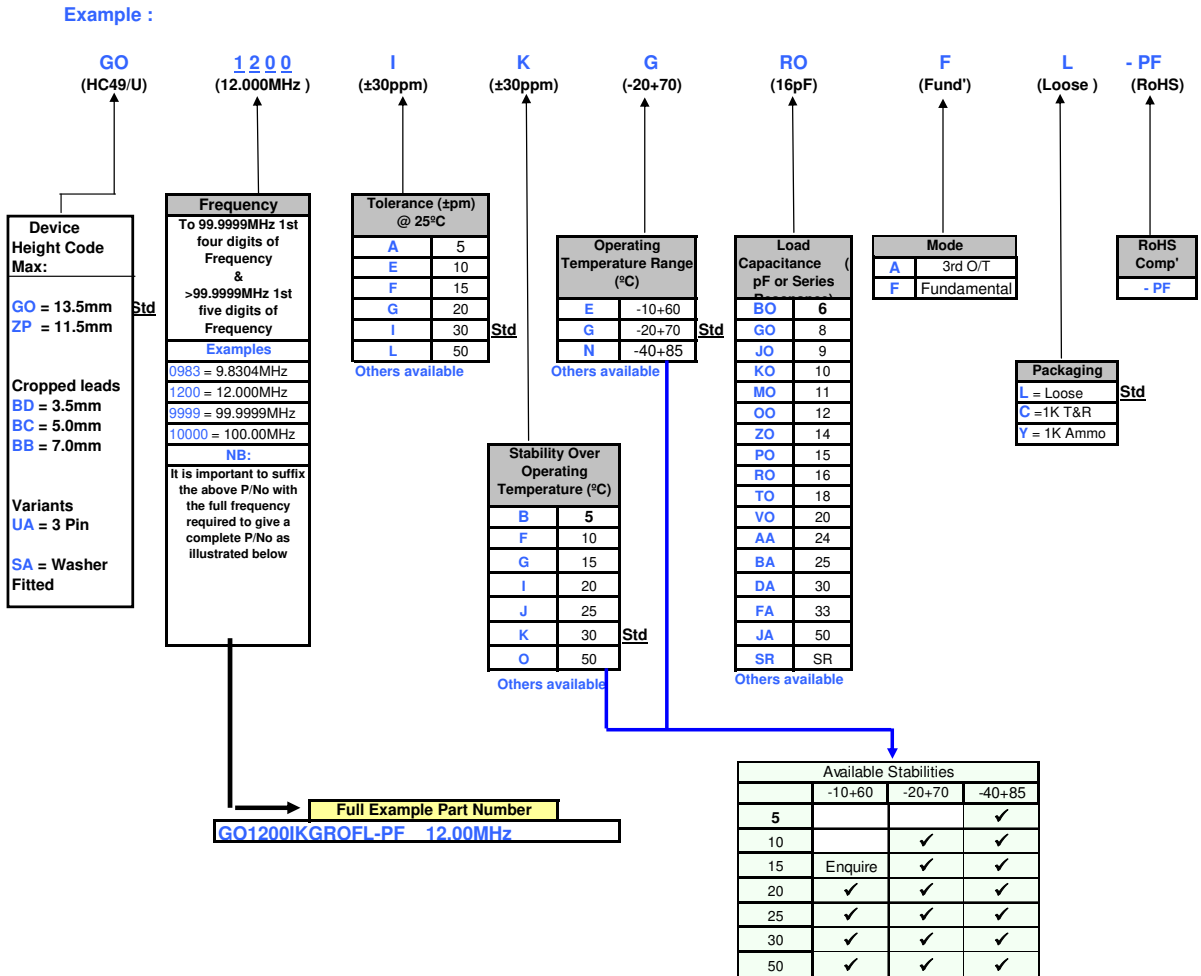 Example :
GO 1 2 0 0 I K G RO F L - PF
(HC49/U) (12.000MHz ) (±30ppm) (±30ppm) (-20+70) (16pF) (Fund') (Loose ) (RoHS)
Device
Height Code
Max:
GO = 13.5mm Std
ZP = 11.5mm
Cropped leads
BD = 3.5mm
BC = 5.0mm
BB = 7.0mm
Variants
UA = 3 Pin
SA = Washer
Fitted
Frequency
To 99.9999MHz 1st
four digits of
Frequency
&
>99.9999MHz 1st
five digits of
Frequency
Examples
0983 = 9.8304MHz
1200 = 12.000MHz
9999 = 99.9999MHz
10000 = 100.00MHz
NB:
It is important to suffix
the above P/No with
the full frequency
required to give a
complete P/No as
illustrated below
Tolerance (±pm)
@ 25ºC
A 5
E 10
F 15
G 20
I 30 Std
L 50
Others available
Stability Over
Operating
Temperature (ºC)
B 5
F 10
G 15
I 20
J 25
K 30 Std
O 50
Others available
Operating
Temperature Range
(ºC)
E -10+60
G -20+70 Std
N -40+85
Others available
Load
Capacitance (
pF or Series
Resonance)
BO 6
GO 8
JO 9
KO 10
MO 11
OO 12
ZO 14
PO 15
RO 16
TO 18
VO 20
AA 24
BA 25
DA 30
FA 33
JA 50
SR SR
Others available
Mode
A 3rd O/T
F Fundamental
Packaging
L = Loose Std
C =1K T&R
Y = 1K Ammo
RoHS
Comp'
- PF
Full Example Part Number
GO1200IKGROFL-PF 12.00MHz
Available Stabilities
-10+60 -20+70 -40+85
5 ✓
10 ✓ ✓
15 Enquire ✓ ✓
20 ✓ ✓ ✓
25 ✓ ✓ ✓
30 ✓ ✓ ✓
50 ✓ ✓ ✓